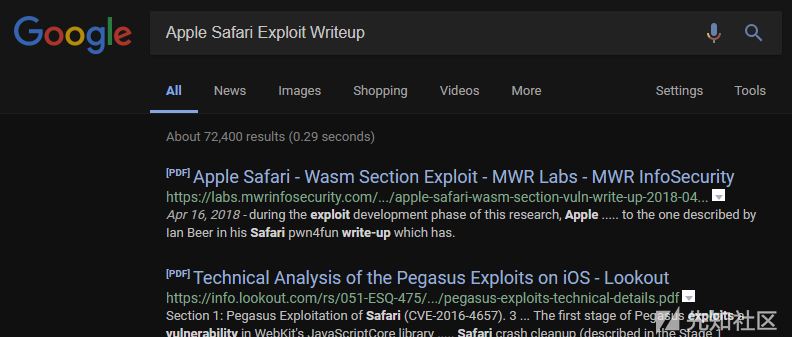 Google
Apple Safari Exploit Writeup
All News Images Shopping Videos More Settings Tools
About 72,400 results (0.29 seconds)
[PDF] Apple Safari - Wasm Section Exploit - MWR Labs - MWR InfoSecurity
https://labs.mwrinfosecurity.com/.../apple-safari-wasm-section-vuln-write-up-2018-04...
Apr 16, 2018 - during the exploit development phase of this research, Apple ..... to the one described by
Ian Beer in his Safari pwn4fun write-up which has.
[PDF] Technical Analysis of the Pegasus Exploits on iOS - Lookout
https://info.lookout.com/rs/051-ESQ-475/.../pegasus-exploits-technical-details.pdf
Section 1: Pegasus Exploitation of Safari (CVE-2016-4657). 3 ... The first stage of Pegasus exploits a
vulnerability in WebKit's JavaScriptCore library ..... Safari crash cleanup (described in the Stage 1
先知社区